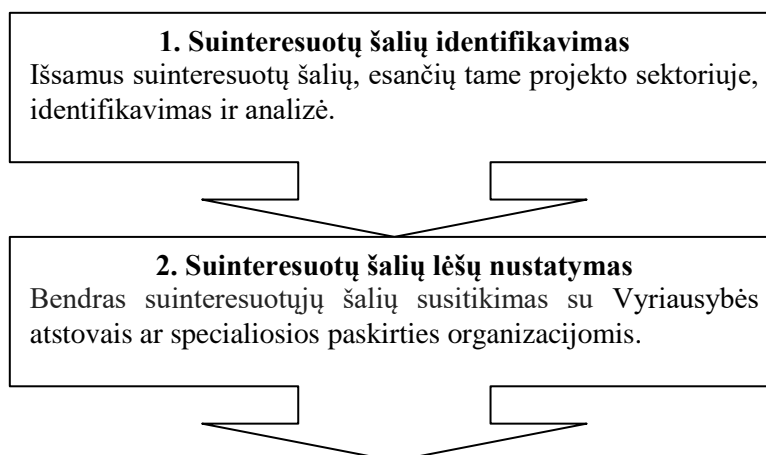 1. Suinteresuotų šalių identifikavimas
Išsamus suinteresuotų šalių, esančių tame projekto sektoriuje,
identifikavimas ir analizė.
2. Suinteresuotų šalių lėšų nustatymas
Bendras suinteresuotųjų šalių susitikimas su Vyriausybės
atstovais ar specialiosios paskirties organizacijomis.